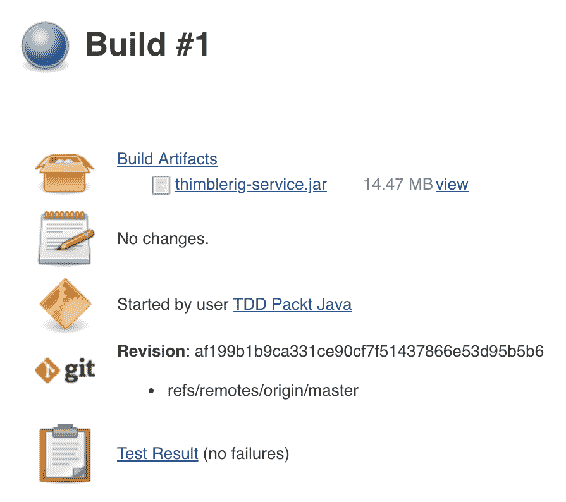 Build #1
Build Artifacts
thimblerig-service.jar 14.47 MB view
No changes.
Started by user TDD Packt Java
Revision: af199b1b9ca331ce90cf7f51437866e53d95b5b6
git
refs/remotes/origin/master
Test Result (no failures)